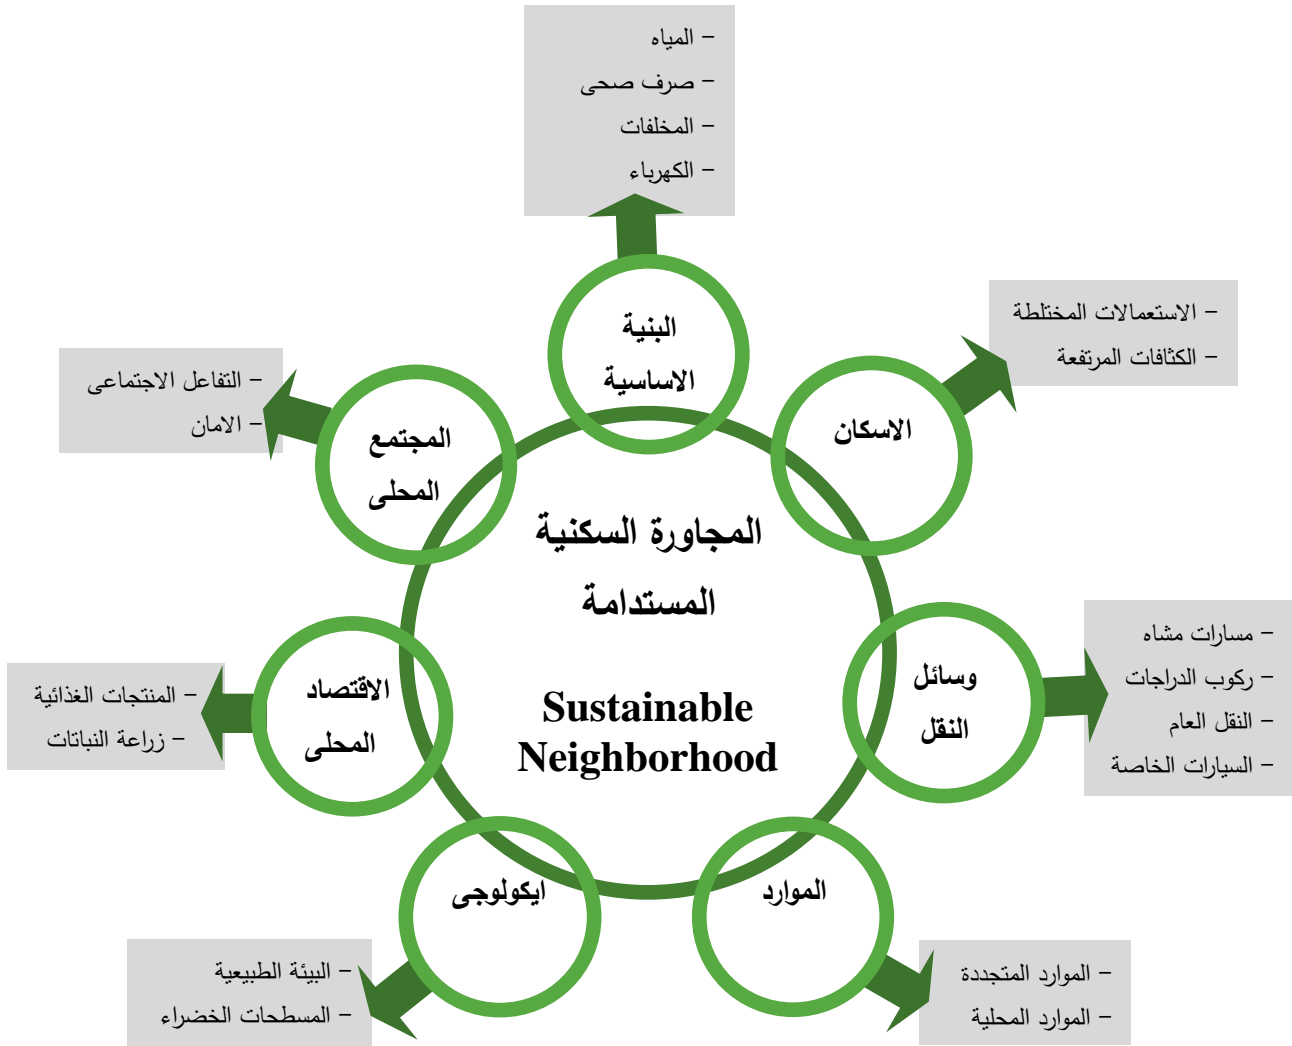 – المياه
– صرف صحى
– المخلفات
– الكهرباء
البنية
الاساسية
– الاستعمالات المختلطة
– الكثافات المرتفعة
الاسكان
– التفاعل الاجتماعى
– الامان
المجتمع
المحلى
المجاورة السكنية
المستدامة
Sustainable
Neighborhood
– مسارات مشاه
– ركوب الدراجات
– النقل العام
– السيارات الخاصة
وسائل
النقل
– المنتجات الغذائية
– زراعة النباتات
الاقتصاد
المحلى
الموارد
– الموارد المتجددة
– الموارد المحلية
ايكولوجى
– البيئة الطبيعية
– المسطحات الخضراء